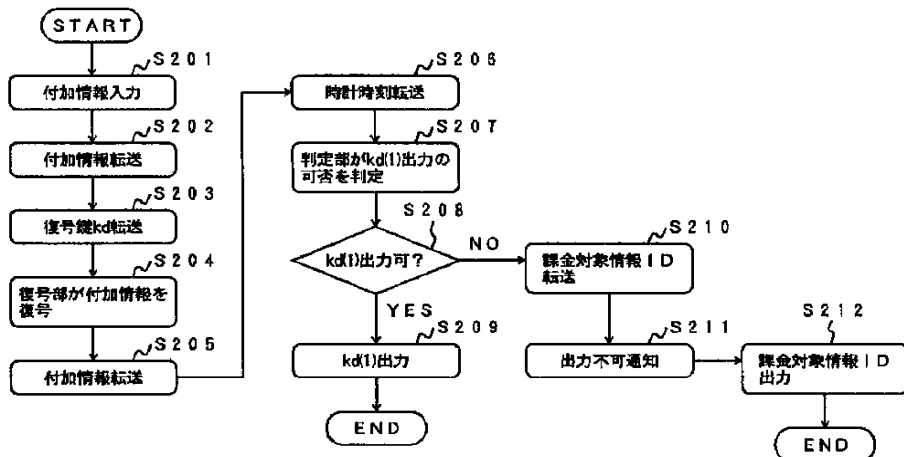 START
S201
付加情報入力
S202
付加情報転送
S203
復号鍵kd転送
S204
復号部が付加情報を
復号
S205
付加情報転送
S206
時計時刻転送
S207
判定部がkd(1)出力の
可否を判定
S208
kd(1)出力可?
NO
YES
S209
kd(1)出力
END
S210
課金対象情報ID
転送
S211
出力不可通知
S212
課金対象情報ID
出力
END